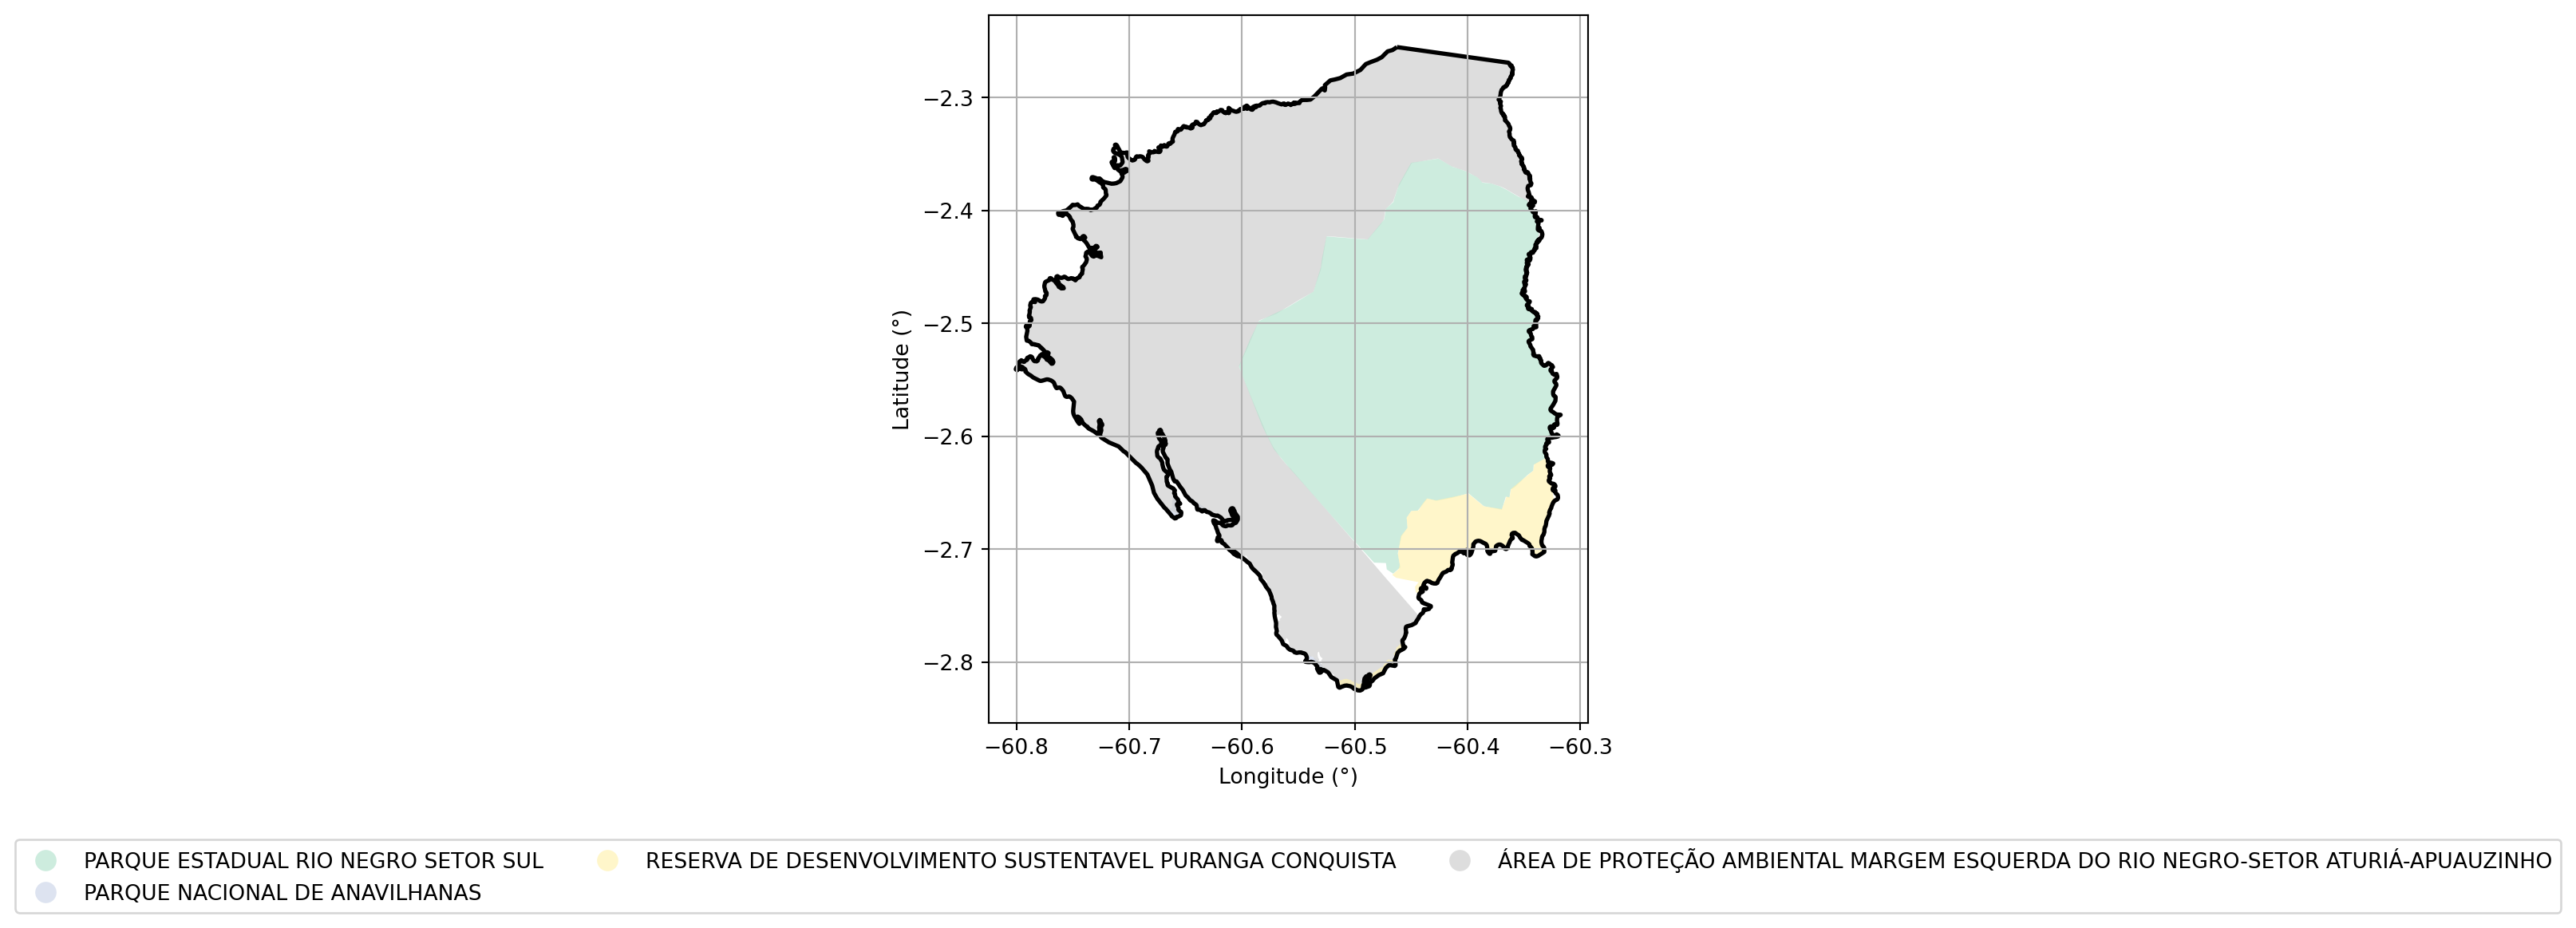 −2.3
−2.4
−2.5
−2.6
−2.7
−2.8
Latitude (°)
−60.8 −60.7 −60.6 −60.5 −60.4 −60.3
Longitude (°)
PARQUE ESTADUAL RIO NEGRO SETOR SUL
PARQUE NACIONAL DE ANAVILHANAS
RESERVA DE DESENVOLVIMENTO SUSTENTAVEL PURANGA CONQUISTA
ÁREA DE PROTEÇÃO AMBIENTAL MARGEM ESQUERDA DO RIO NEGRO-SETOR ATURIÁ-APUAUZINHO